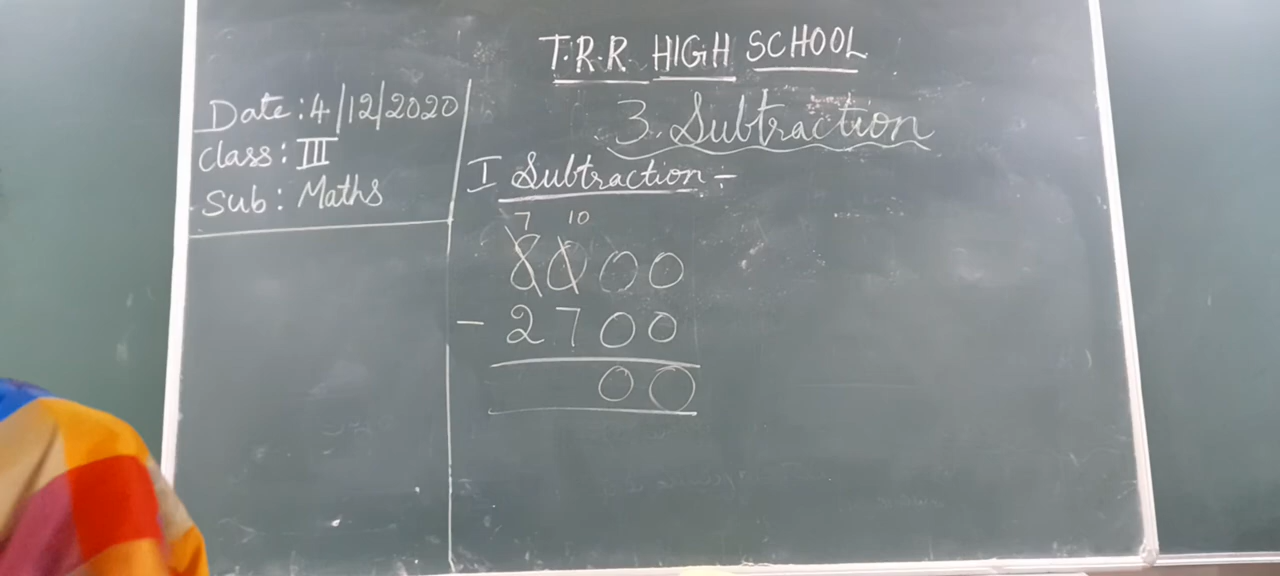 T.R.R. HIGH SCHOOL
Date : 4/12/2020
Class : III
Sub : Maths
3. Subtraction
I Subtraction -
7 10
8000
- 2700
00